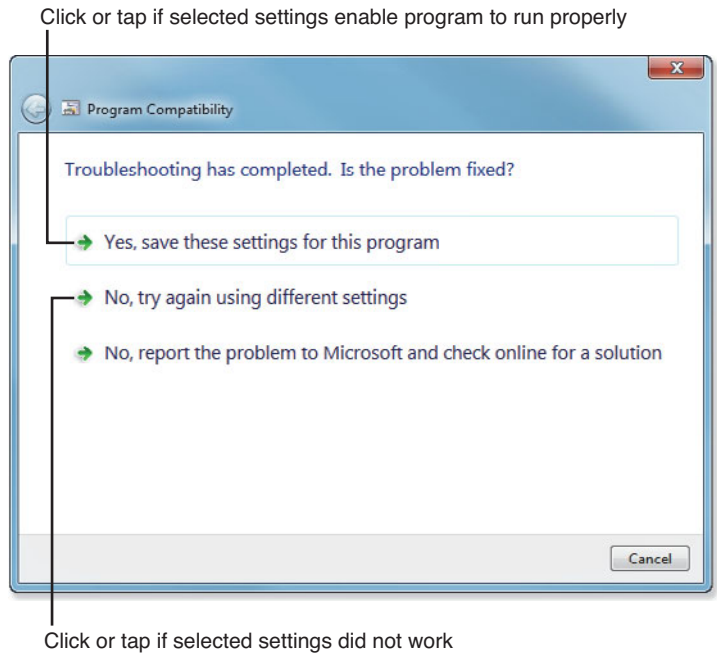 Click or tap if selected settings enable program to run properly
X
Program Compatibility
Troubleshooting has completed. Is the problem fixed?
Yes, save these settings for this program
No, try again using different settings
No, report the problem to Microsoft and check online for a solution
Cancel
Click or tap if selected settings did not work